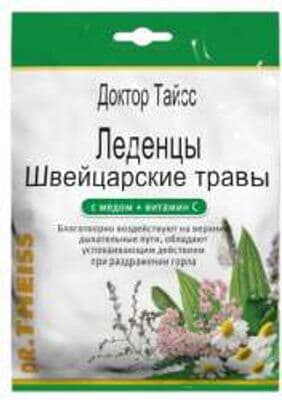 Доктор Тайсс
Леденцы
Швейцарские травы
с медом + витамин С
Благотворно воздействуют на верхние
дыхательные пути, обладают
успокаивающим действием
при раздражении горла
DR. THEISS